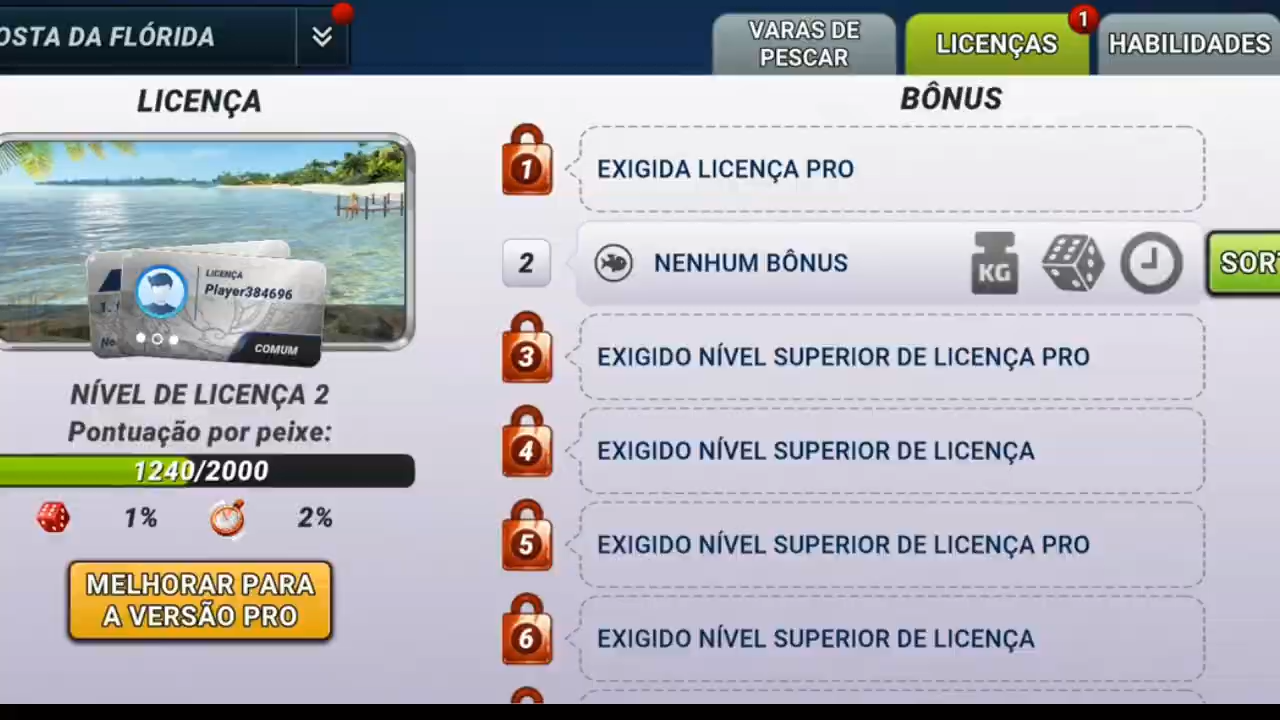 OSTA DA FLÓRIDA
VARAS DE
PESCAR
LICENÇAS
1
HABILIDADES
LICENÇA
BÔNUS
1
EXIGIDA LICENÇA PRO
2
NENHUM BÔNUS
KG
SOR
LICENÇA
Player384696
COMUM
3
EXIGIDO NÍVEL SUPERIOR DE LICENÇA PRO
NÍVEL DE LICENÇA 2
Pontuação por peixe:
1240/2000
1%
2%
4
EXIGIDO NÍVEL SUPERIOR DE LICENÇA
5
EXIGIDO NÍVEL SUPERIOR DE LICENÇA PRO
MELHORAR PARA
A VERSÃO PRO
6
EXIGIDO NÍVEL SUPERIOR DE LICENÇA